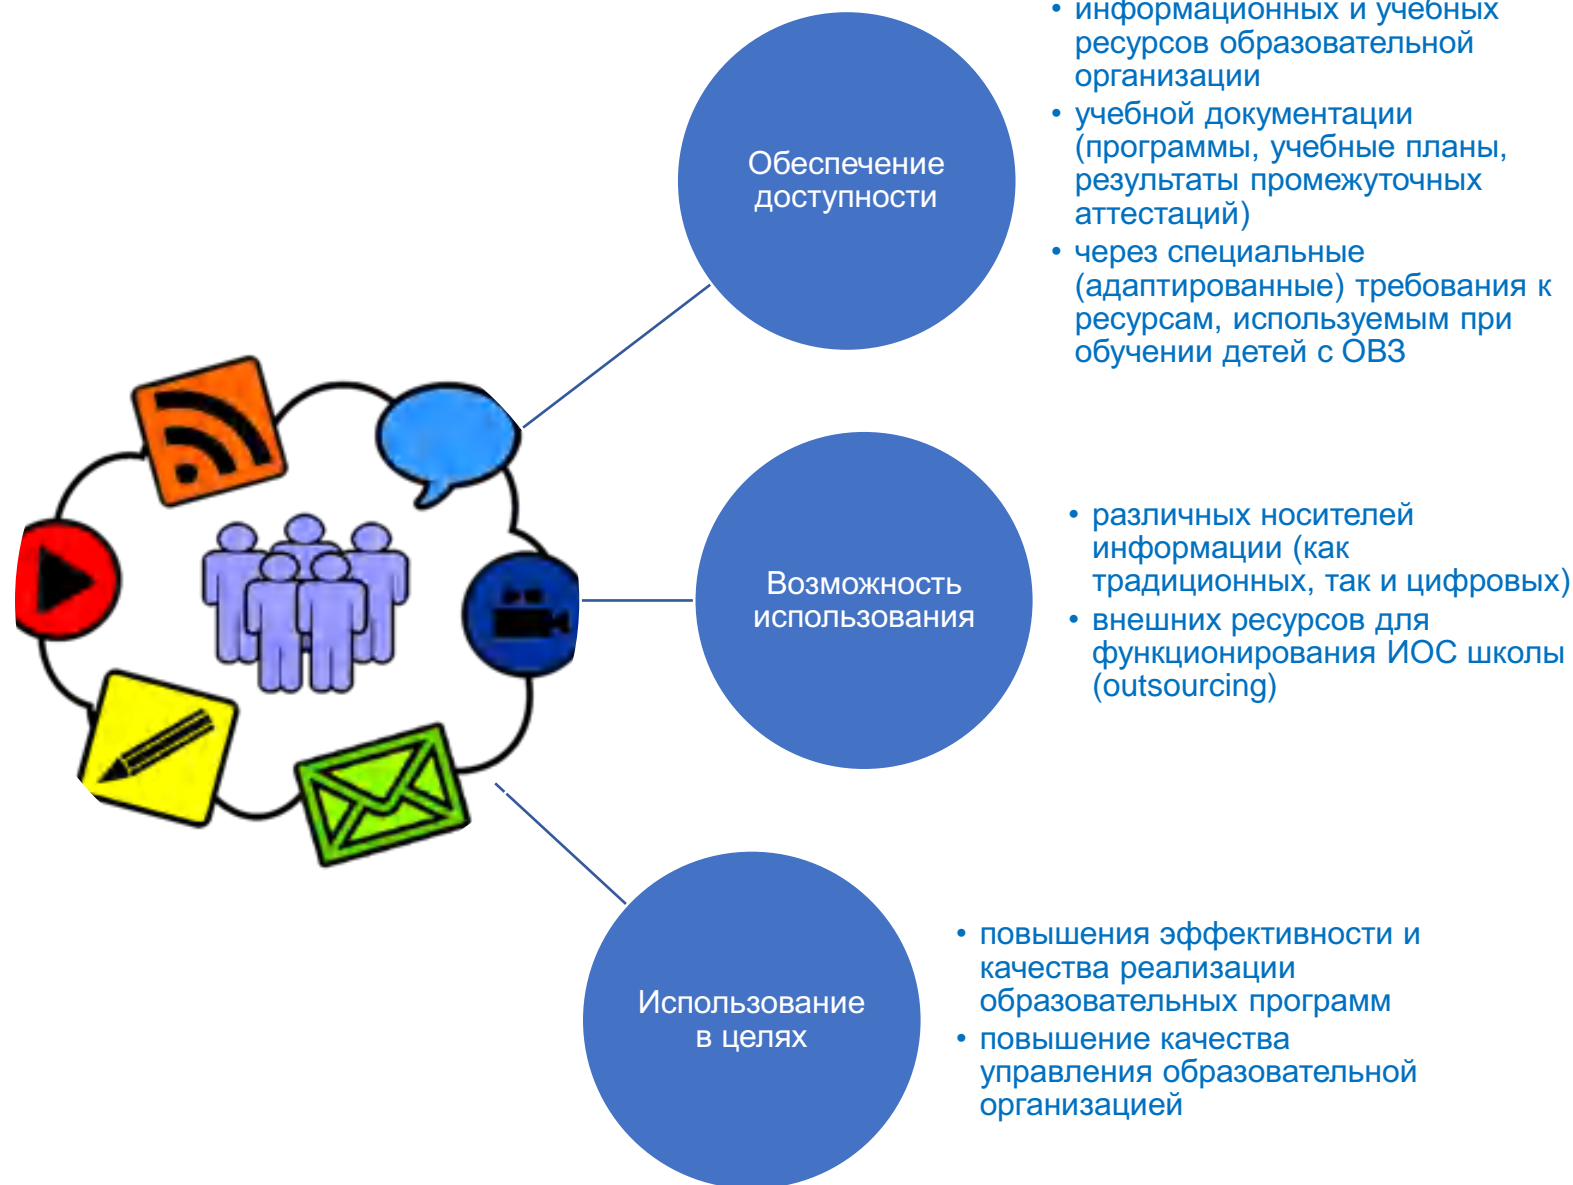 Обеспечение
доступности
• информационных и учебных
ресурсов образовательной
организации
• учебной документации
(программы, учебные планы,
результаты промежуточных
аттестаций)
• через специальные
(адаптированные) требования к
ресурсам, используемым при
обучении детей с ОВЗ
Возможность
использования
• различных носителей
информации (как
традиционных, так и цифровых)
• внешних ресурсов для
функционирования ИОС школы
(outsourcing)
Использование
в целях
• повышения эффективности и
качества реализации
образовательных программ
• повышение качества
управления образовательной
организацией